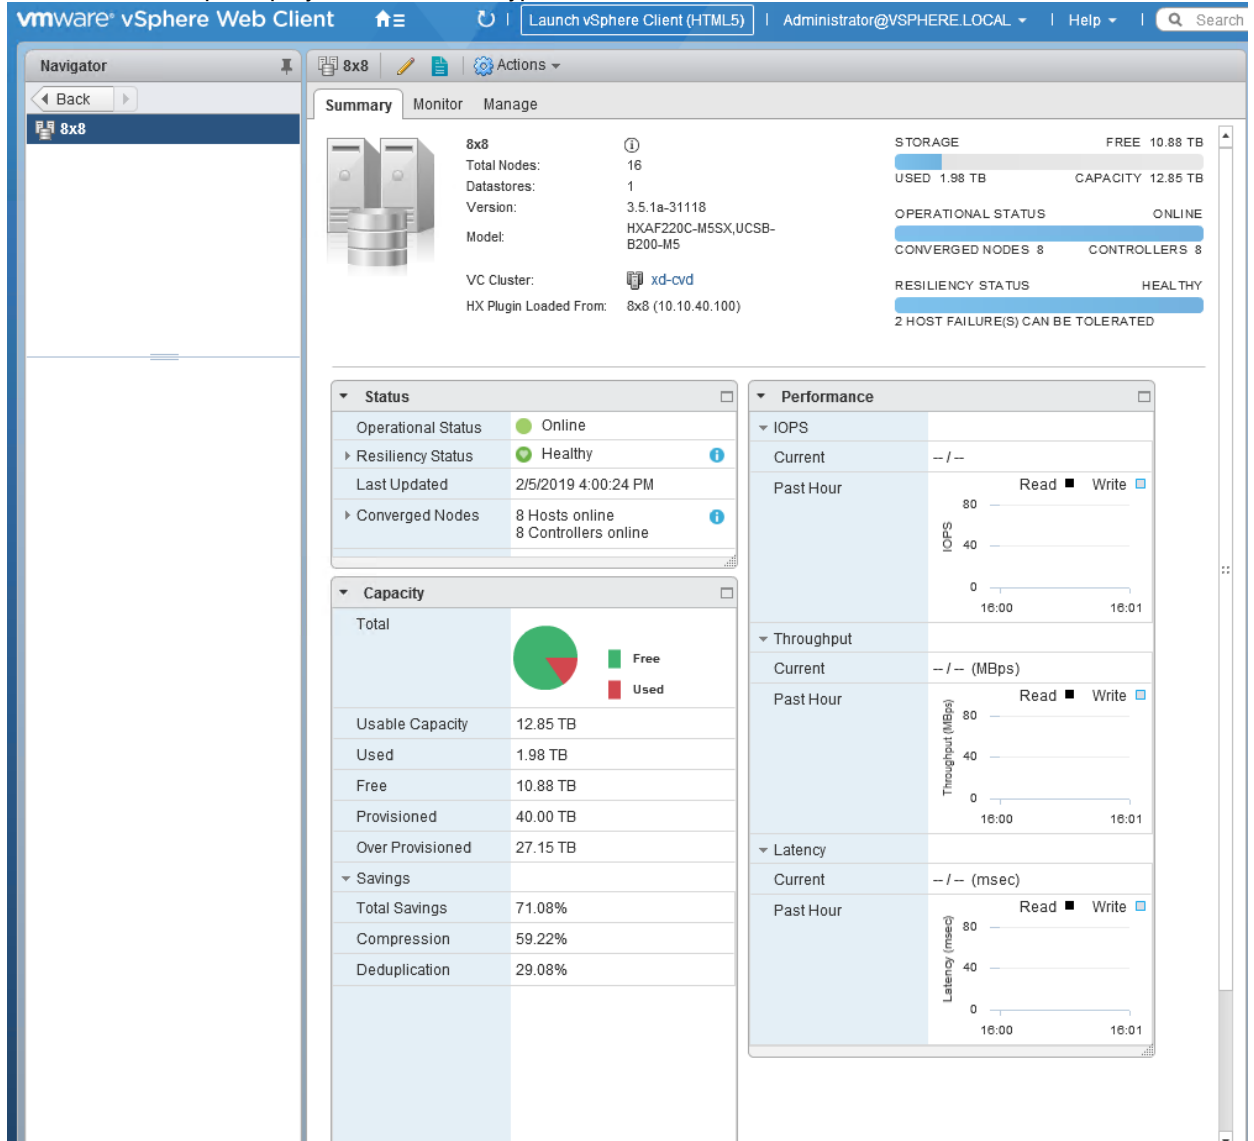 vmware® vSphere Web Client
Launch vSphere Client (HTML5)
Administrator@VSPHERE.LOCAL
Help
Search
Navigator
Back
8x8
8x8
Actions
Summary
Monitor
Manage
8x8
Total Nodes: 16
Datastores: 1
Version: 3.5.1a-31118
Model: HXAF220C-M5SX,UCSB-
B200-M5
VC Cluster: xd-cvd
HX Plugin Loaded From: 8x8 (10.10.40.100)
STORAGE FREE 10.88 TB
USED 1.98 TB CAPACITY 12.85 TB
OPERATIONAL STATUS ONLINE
CONVERGED NODES 8 CONTROLLERS 8
RESILIENCY STATUS HEALTHY
2 HOST FAILURE(S) CAN BE TOLERATED
Status
Operational Status Online
Resiliency Status Healthy
Last Updated 2/5/2019 4:00:24 PM
Converged Nodes 8 Hosts online
8 Controllers online
Capacity
Total
Free
Used
Usable Capacity 12.85 TB
Used 1.98 TB
Free 10.88 TB
Provisioned 40.00 TB
Over Provisioned 27.15 TB
Savings
Total Savings 71.08%
Compression 59.22%
Deduplication 29.08%
Performance
IOPS
Current -- / --
Past Hour
Read Write
80
40
0
IOPS
16:00 16:01
Throughput
Current -- / -- (MBps)
Past Hour
Read Write
80
40
0
Throughput (MBps)
16:00 16:01
Latency
Current -- / -- (msec)
Past Hour
Read Write
80
40
0
Latency (msec)
16:00 16:01